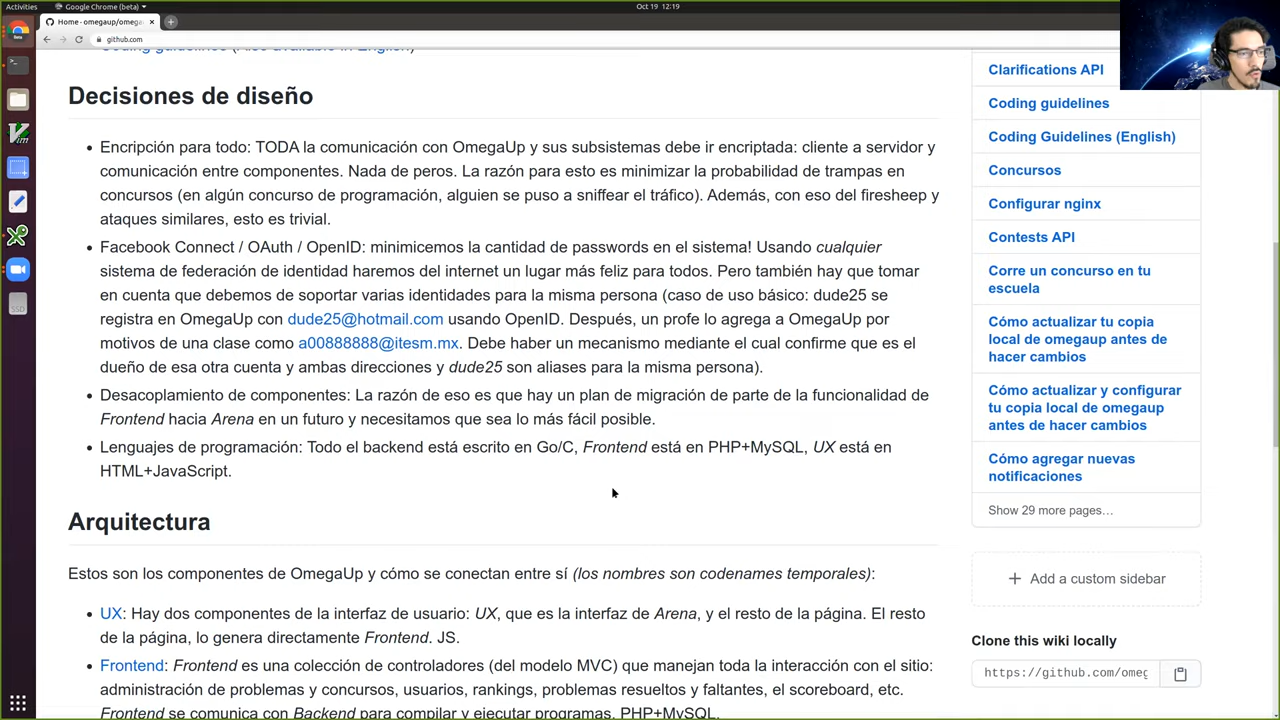 Activities
Google Chrome (beta)
Oct 19 12:19
Home · omegaup/omega
github.com
Coding guidelines (Also available in English)
Decisiones de diseño
Encripción para todo: TODA la comunicación con OmegaUp y sus subsistemas debe ir encriptada: cliente a servidor y
comunicación entre componentes. Nada de peros. La razón para esto es minimizar la probabilidad de trampas en
concursos (en algún concurso de programación, alguien se puso a sniffear el tráfico). Además, con eso del firesheep y
ataques similares, esto es trivial.
Facebook Connect / OAuth / OpenID: minimicemos la cantidad de passwords en el sistema! Usando cualquier
sistema de federación de identidad haremos del internet un lugar más feliz para todos. Pero también hay que tomar
en cuenta que debemos de soportar varias identidades para la misma persona (caso de uso básico: dude25 se
registra en OmegaUp con dude25@hotmail.com usando OpenID. Después, un profe lo agrega a OmegaUp por
motivos de una clase como a00888888@itesm.mx. Debe haber un mecanismo mediante el cual confirme que es el
dueño de esa otra cuenta y ambas direcciones y dude25 son aliases para la misma persona).
Desacoplamiento de componentes: La razón de eso es que hay un plan de migración de parte de la funcionalidad de
Frontend hacia Arena en un futuro y necesitamos que sea lo más fácil posible.
Lenguajes de programación: Todo el backend está escrito en Go/C, Frontend está en PHP+MySQL, UX está en
HTML+JavaScript.
Arquitectura
Estos son los componentes de OmegaUp y cómo se conectan entre sí (los nombres son codenames temporales):
UX: Hay dos componentes de la interfaz de usuario: UX, que es la interfaz de Arena, y el resto de la página. El resto
de la página, lo genera directamente Frontend. JS.
Frontend: Frontend es una colección de controladores (del modelo MVC) que manejan toda la interacción con el sitio:
administración de problemas y concursos, usuarios, rankings, problemas resueltos y faltantes, el scoreboard, etc.
Frontend se comunica con Backend para compilar y ejecutar programas. PHP+MySQL.
Clarifications API
Coding guidelines
Coding Guidelines (English)
Concursos
Configurar nginx
Contests API
Corre un concurso en tu
escuela
Cómo actualizar tu copia
local de omegaup antes de
hacer cambios
Cómo actualizar y configurar
tu copia local de omegaup
antes de hacer cambios
Cómo agregar nuevas
notificaciones
Show 29 more pages…
Add a custom sidebar
Clone this wiki locally
https://github.com/omeg
SSD